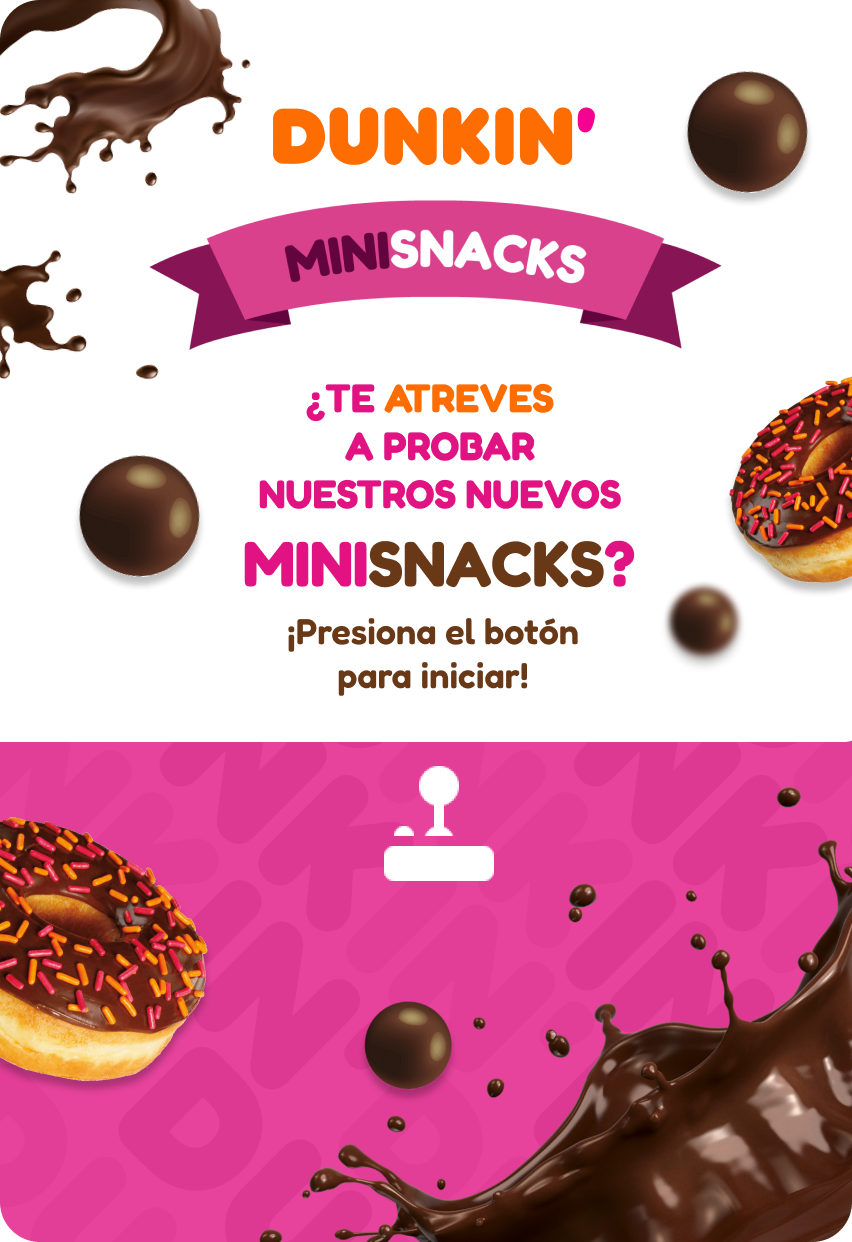 DUNKIN'
MINISNACKS
¿TE ATREVES
A PROBAR
NUESTROS NUEVOS
MINISNACKS?
¡Presiona el botón
para iniciar!